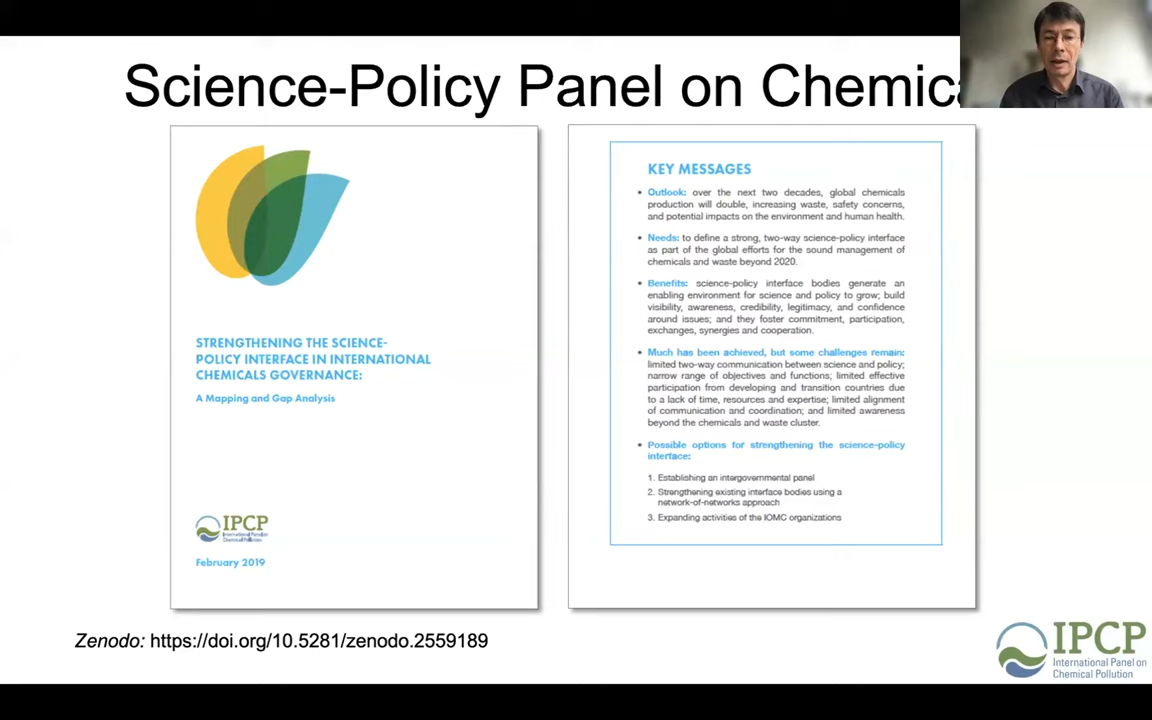 Science-Policy Panel on Chemica
STRENGTHENING THE SCIENCE-
POLICY INTERFACE IN INTERNATIONAL
CHEMICALS GOVERNANCE:
A Mapping and Gap Analysis
IPCP
International Panel on
Chemical Pollution
February 2019
KEY MESSAGES
• Outlook: over the next two decades, global chemicals
production will double, increasing waste, safety concerns,
and potential impacts on the environment and human health.
• Needs: to define a strong, two-way science-policy interface
as part of the global efforts for the sound management of
chemicals and waste beyond 2020.
• Benefits: science-policy interface bodies generate an
enabling environment for science and policy to grow; build
visibility, awareness, credibility, legitimacy, and confidence
around issues; and they foster commitment, participation,
exchanges, synergies and cooperation.
• Much has been achieved, but some challenges remain:
limited two-way communication between science and policy;
narrow range of objectives and functions; limited effective
participation from developing and transition countries due
to a lack of time, resources and expertise; limited alignment
of communication and coordination; and limited awareness
beyond the chemicals and waste cluster.
• Possible options for strengthening the science-policy
interface:
1. Establishing an intergovernmental panel
2. Strengthening existing interface bodies using a
network-of-networks approach
3. Expanding activities of the IOMC organizations
Zenodo: https://doi.org/10.5281/zenodo.2559189
IPCP
International Panel on
Chemical Pollution